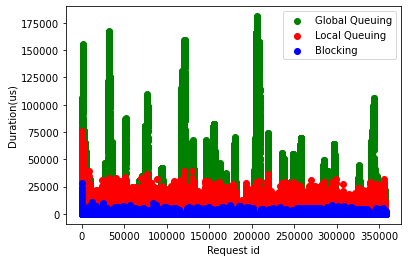 Global Queuing
Local Queuing
Blocking
175000
150000
125000
100000
75000
50000
25000
0
Duration(us)
0 50000 100000 150000 200000 250000 300000 350000
Request id